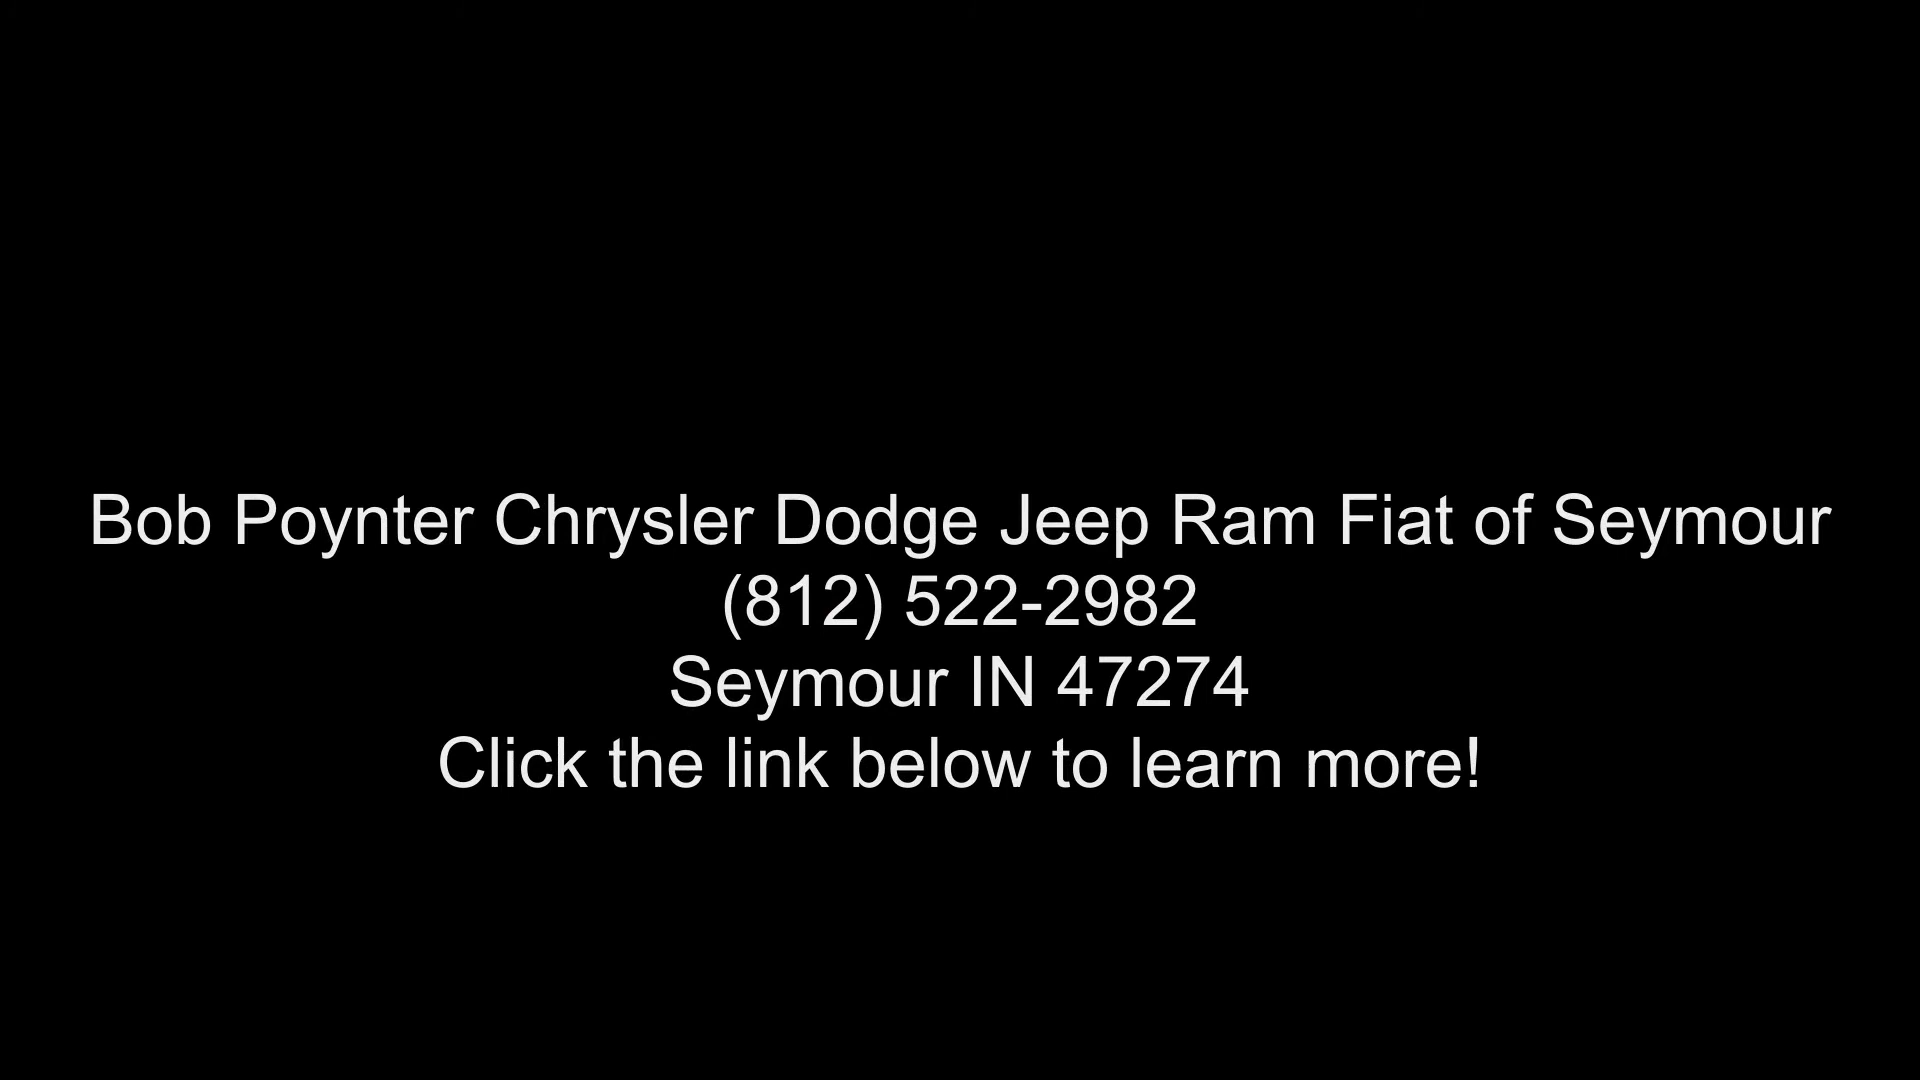 Bob Poynter Chrysler Dodge Jeep Ram Fiat of Seymour
(812) 522-2982
Seymour IN 47274
Click the link below to learn more!